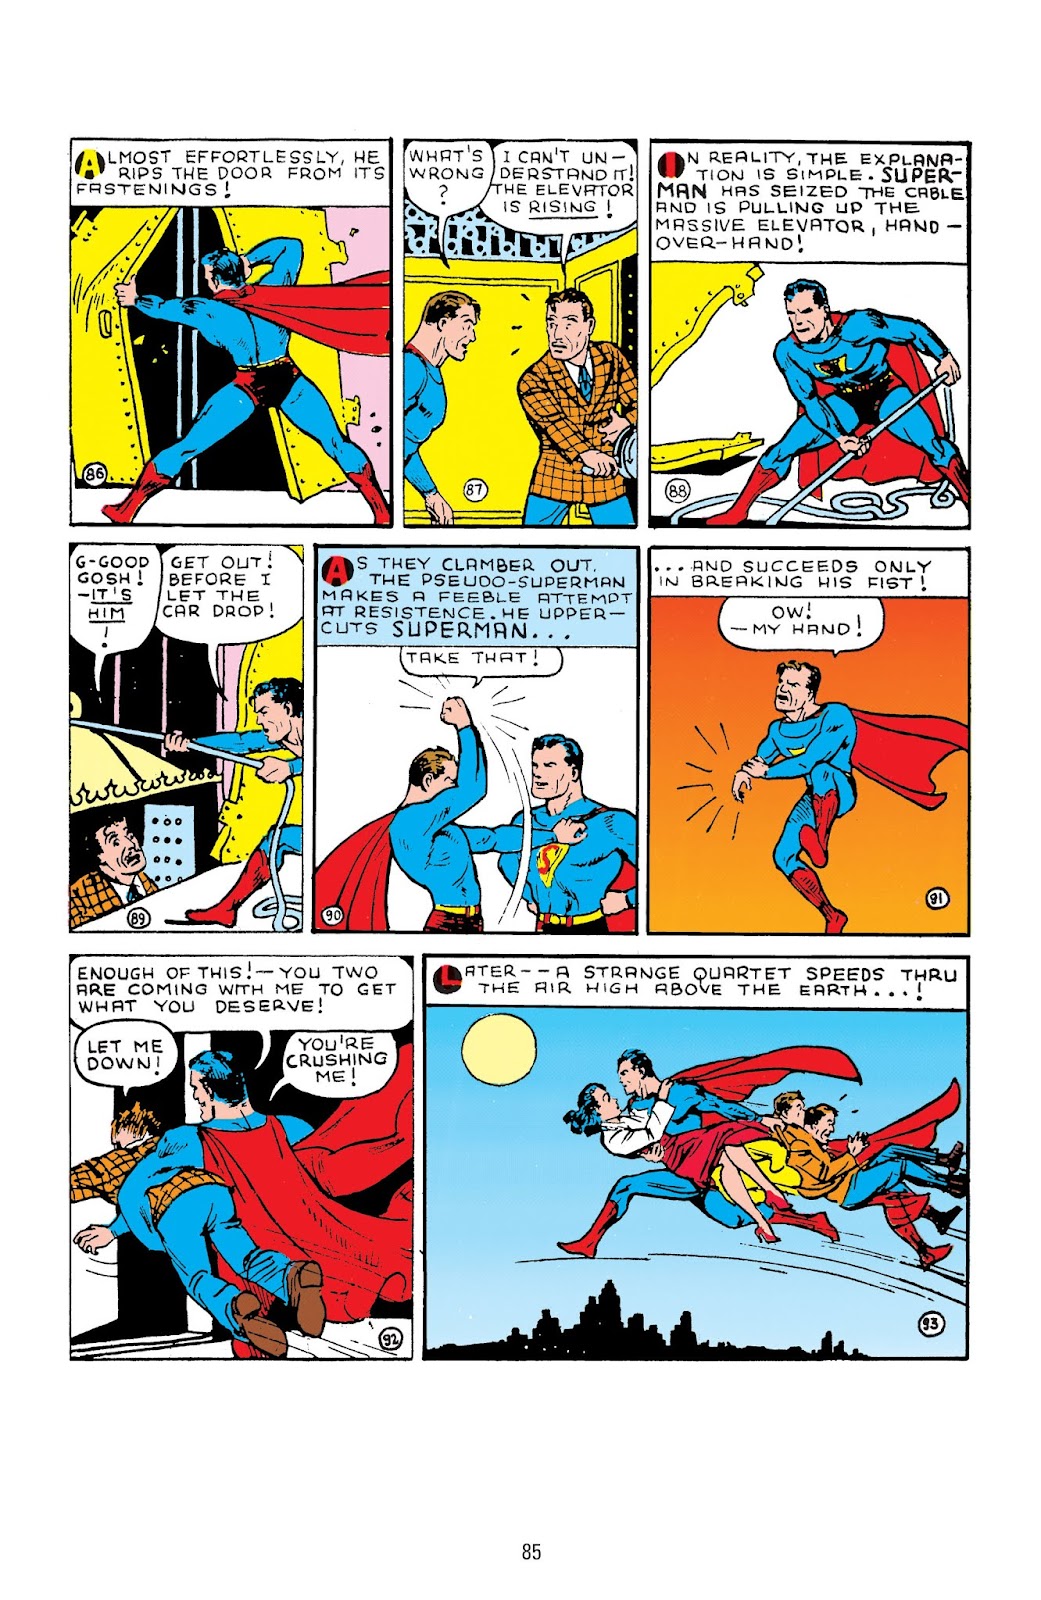 ALMOST EFFORTLESSLY, HE
RIPS THE DOOR FROM ITS
FASTENINGS!
86
WHAT'S
WRONG
?
I CAN'T UN-
DERSTAND IT!
THE ELEVATOR
IS RISING!
87
IN REALITY, THE EXPLANA-
TION IS SIMPLE. SUPER-
MAN HAS SEIZED THE CABLE
AND IS PULLING UP THE
MASSIVE ELEVATOR, HAND-
OVER-HAND!
88
G-GOOD
GOSH!
-IT'S
HIM
!
GET OUT!
BEFORE I
LET THE
CAR DROP!
89
AS THEY CLAMBER OUT,
THE PSEUDO-SUPERMAN
MAKES A FEEBLE ATTEMPT
AT RESISTENCE. HE UPPER-
CUTS SUPERMAN...
TAKE THAT!
S
90
...AND SUCCEEDS ONLY
IN BREAKING HIS FIST!
OW!
-MY HAND!
91
ENOUGH OF THIS!-YOU TWO
ARE COMING WITH ME TO GET
WHAT YOU DESERVE!
LET ME
DOWN!
YOU'RE
CRUSHING
ME!
92
LATER--A STRANGE QUARTET SPEEDS THRU
THE AIR HIGH ABOVE THE EARTH...!
93
85